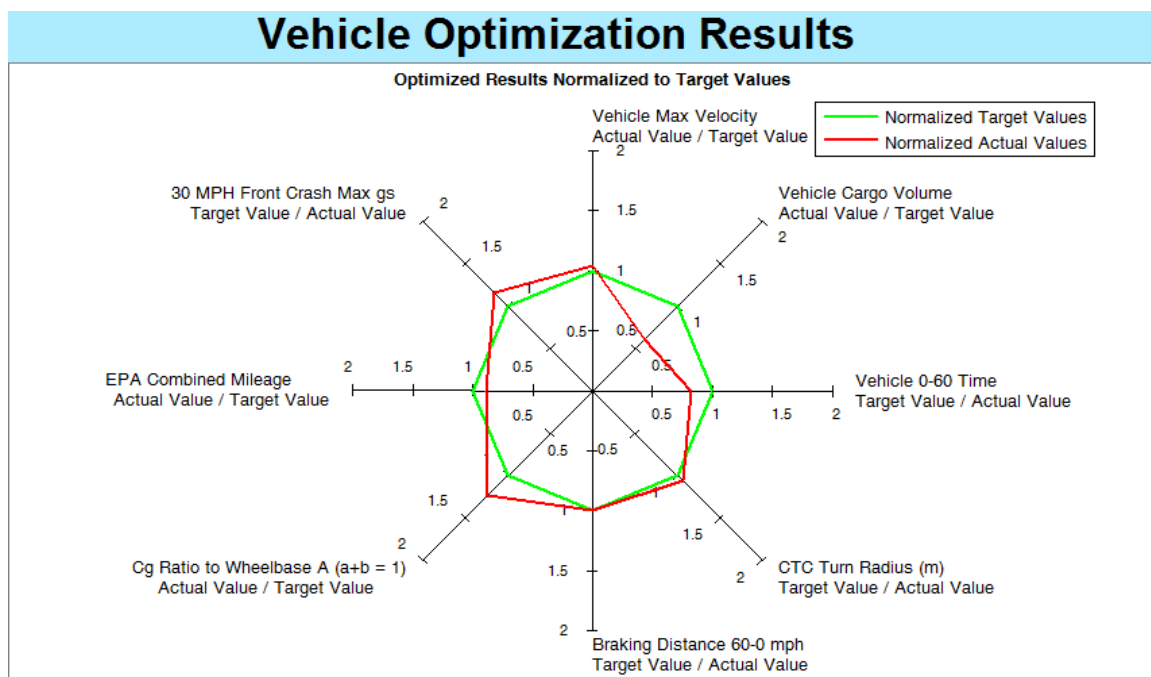 Vehicle Optimization Results
Optimized Results Normalized to Target Values
Normalized Target Values
Normalized Actual Values
Vehicle Max Velocity
Actual Value / Target Value
2
1.5
1
0.5
Vehicle Cargo Volume
Actual Value / Target Value
2
1.5
1
0.5
Vehicle 0-60 Time
Target Value / Actual Value
0.5
1
1.5
2
CTC Turn Radius (m)
Target Value / Actual Value
0.5
1
1.5
2
Braking Distance 60-0 mph
Target Value / Actual Value
0.5
1
1.5
2
Cg Ratio to Wheelbase A (a+b = 1)
Actual Value / Target Value
0.5
1.5
2
EPA Combined Mileage
Actual Value / Target Value
2
1.5
1
0.5
30 MPH Front Crash Max gs
Target Value / Actual Value
2
1.5
1
0.5